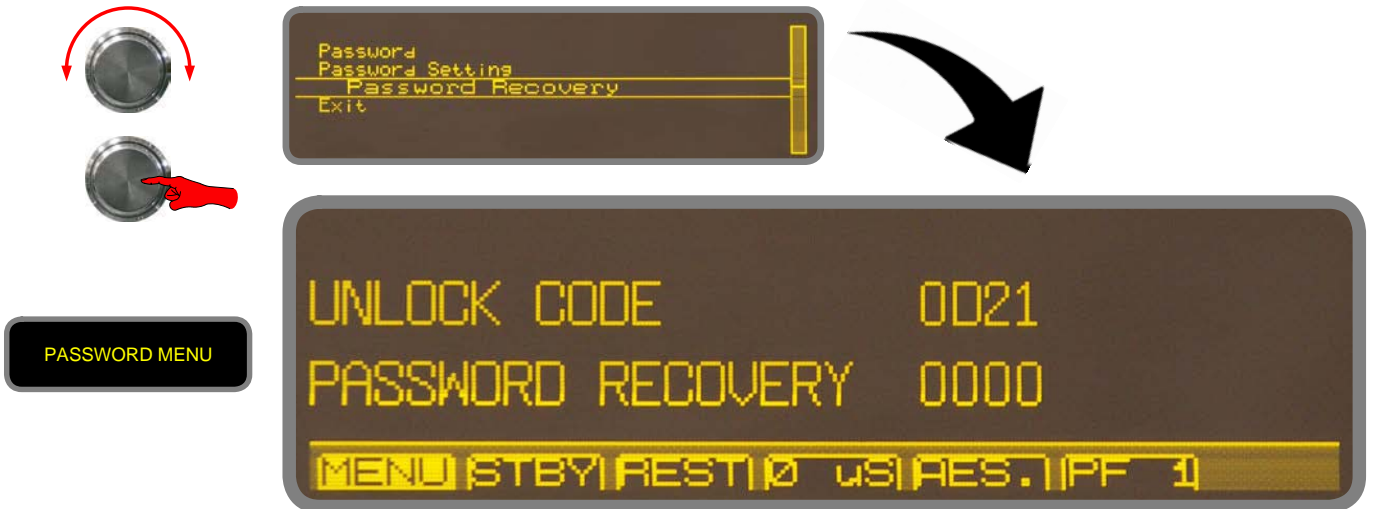 Password
Password Setting
Password Recovery
Exit
PASSWORD MENU
UNLOCK CODE 0D21
PASSWORD RECOVERY 0000
MENU STBY REST 0 uS AES. PF 1